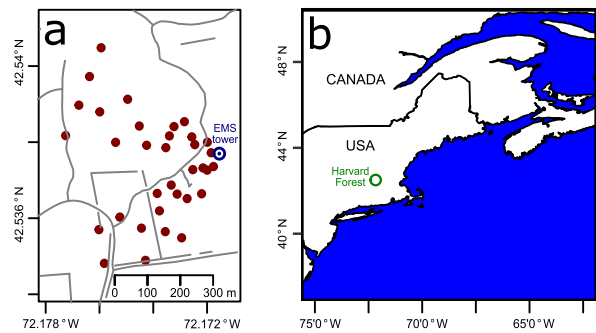 a
42.54° N
42.536° N
EMS
tower
0 100 200 300 m
72.178° W
72.172° W
b
48°N
44°N
40°N
CANADA
USA
Harvard
Forest
75'0°W
70'0°W
65'0°W